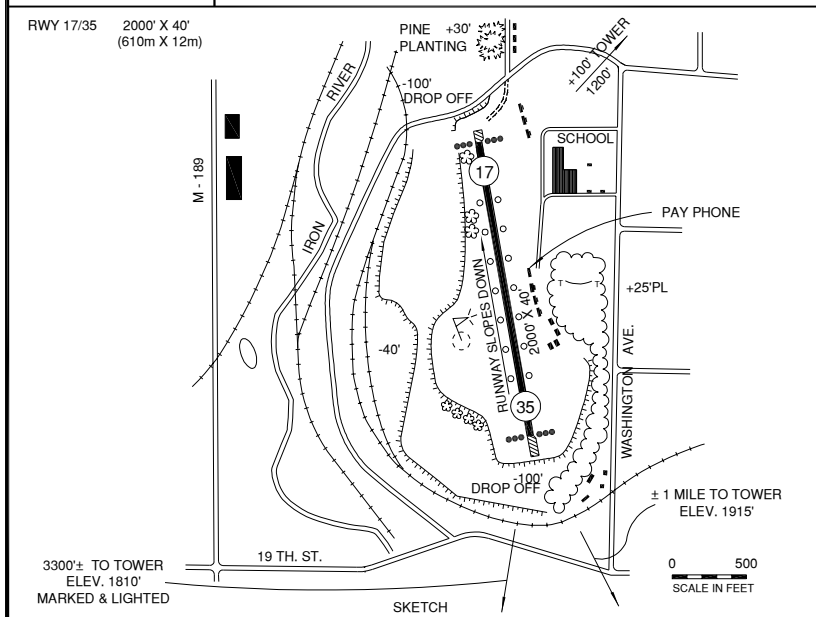 RWY 17/35 2000' X 40'
(610m X 12m)
PINE +30'
PLANTING
+100' TOWER
1200'
RIVER
-100'
DROP OFF
SCHOOL
M - 189
17
PAY PHONE
IRON
+25'PL
RUNWAY SLOPES DOWN
2000' X 40'
-40'
WASHINGTON AVE.
35
-100'
DROP OFF
± 1 MILE TO TOWER
ELEV. 1915'
19 TH. ST.
3300'± TO TOWER
ELEV. 1810'
MARKED & LIGHTED
0 500
SCALE IN FEET
SKETCH
T T